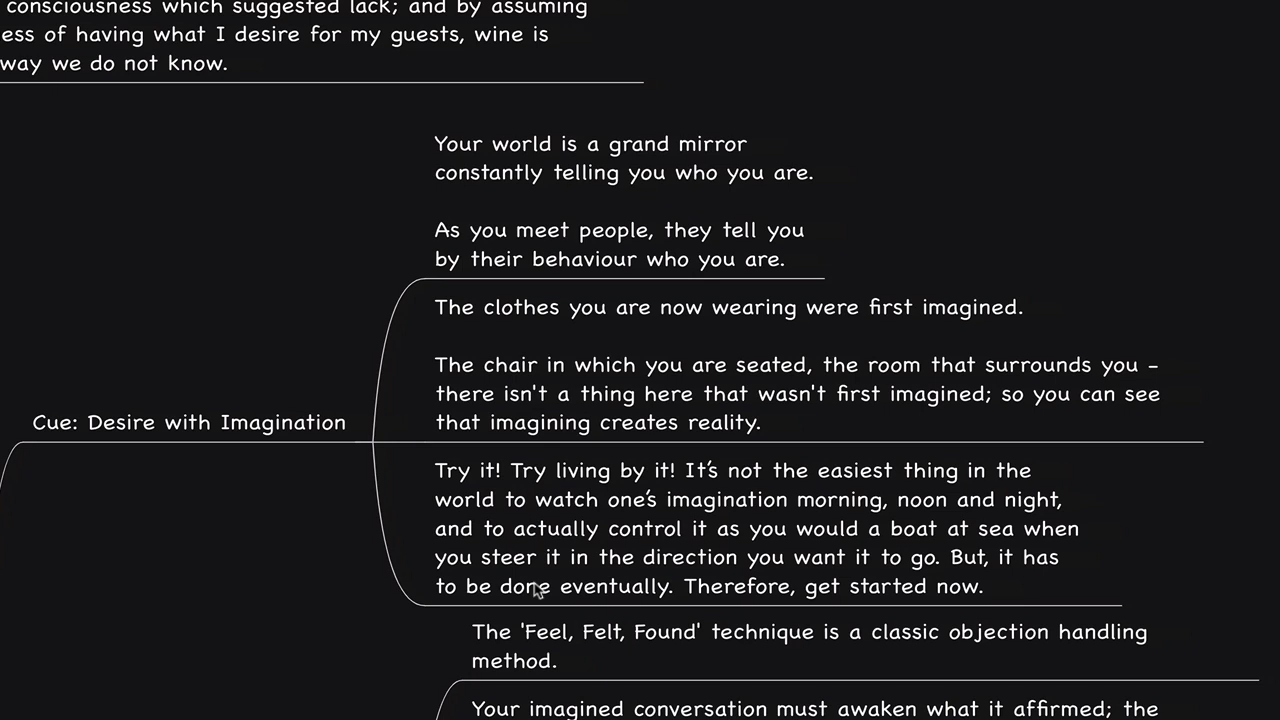 consciousness which suggested lack; and by assuming
ess of having what I desire for my guests, wine is
way we do not know.
Your world is a grand mirror
constantly telling you who you are.
As you meet people, they tell you
by their behaviour who you are.
The clothes you are now wearing were first imagined.
The chair in which you are seated, the room that surrounds you –
there isn't a thing here that wasn't first imagined; so you can see
that imagining creates reality.
Cue: Desire with Imagination
Try it! Try living by it! It's not the easiest thing in the
world to watch one's imagination morning, noon and night,
and to actually control it as you would a boat at sea when
you steer it in the direction you want it to go. But, it has
to be done eventually. Therefore, get started now.
The 'Feel, Felt, Found' technique is a classic objection handling
method.
Your imagined conversation must awaken what it affirmed; the